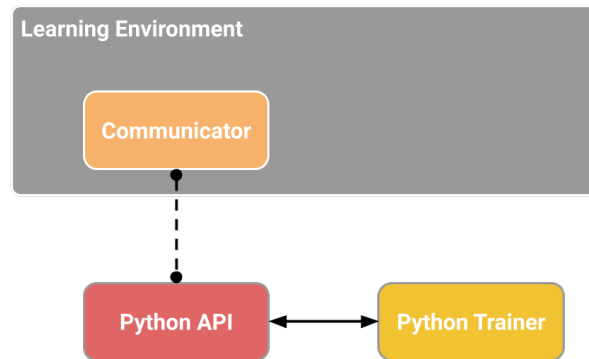 Learning Environment
Communicator
Python API
Python Trainer